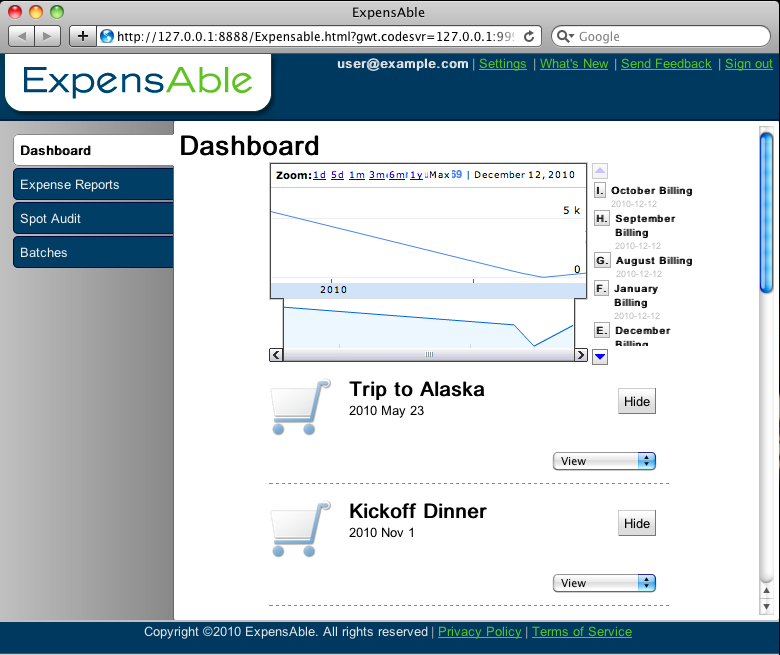 ExpensAble
http://127.0.0.1:8888/Expensable.html?gwt.codesvr=127.0.0.1:999
Google
ExpensAble
user@example.com | Settings | What's New | Send Feedback | Sign out
Dashboard
Expense Reports
Spot Audit
Batches
Dashboard
Zoom: 1d 5d 1m 3m 6m 1y Max 69 | December 12, 2010
5 k
0
2010
I. October Billing
2010-12-12
H. September
Billing
2010-12-12
G. August Billing
2010-12-12
F. January
Billing
2010-12-12
E. December
Billing
Trip to Alaska
2010 May 23
Hide
View
Kickoff Dinner
2010 Nov 1
Hide
View
Copyright ©2010 ExpensAble. All rights reserved | Privacy Policy | Terms of Service